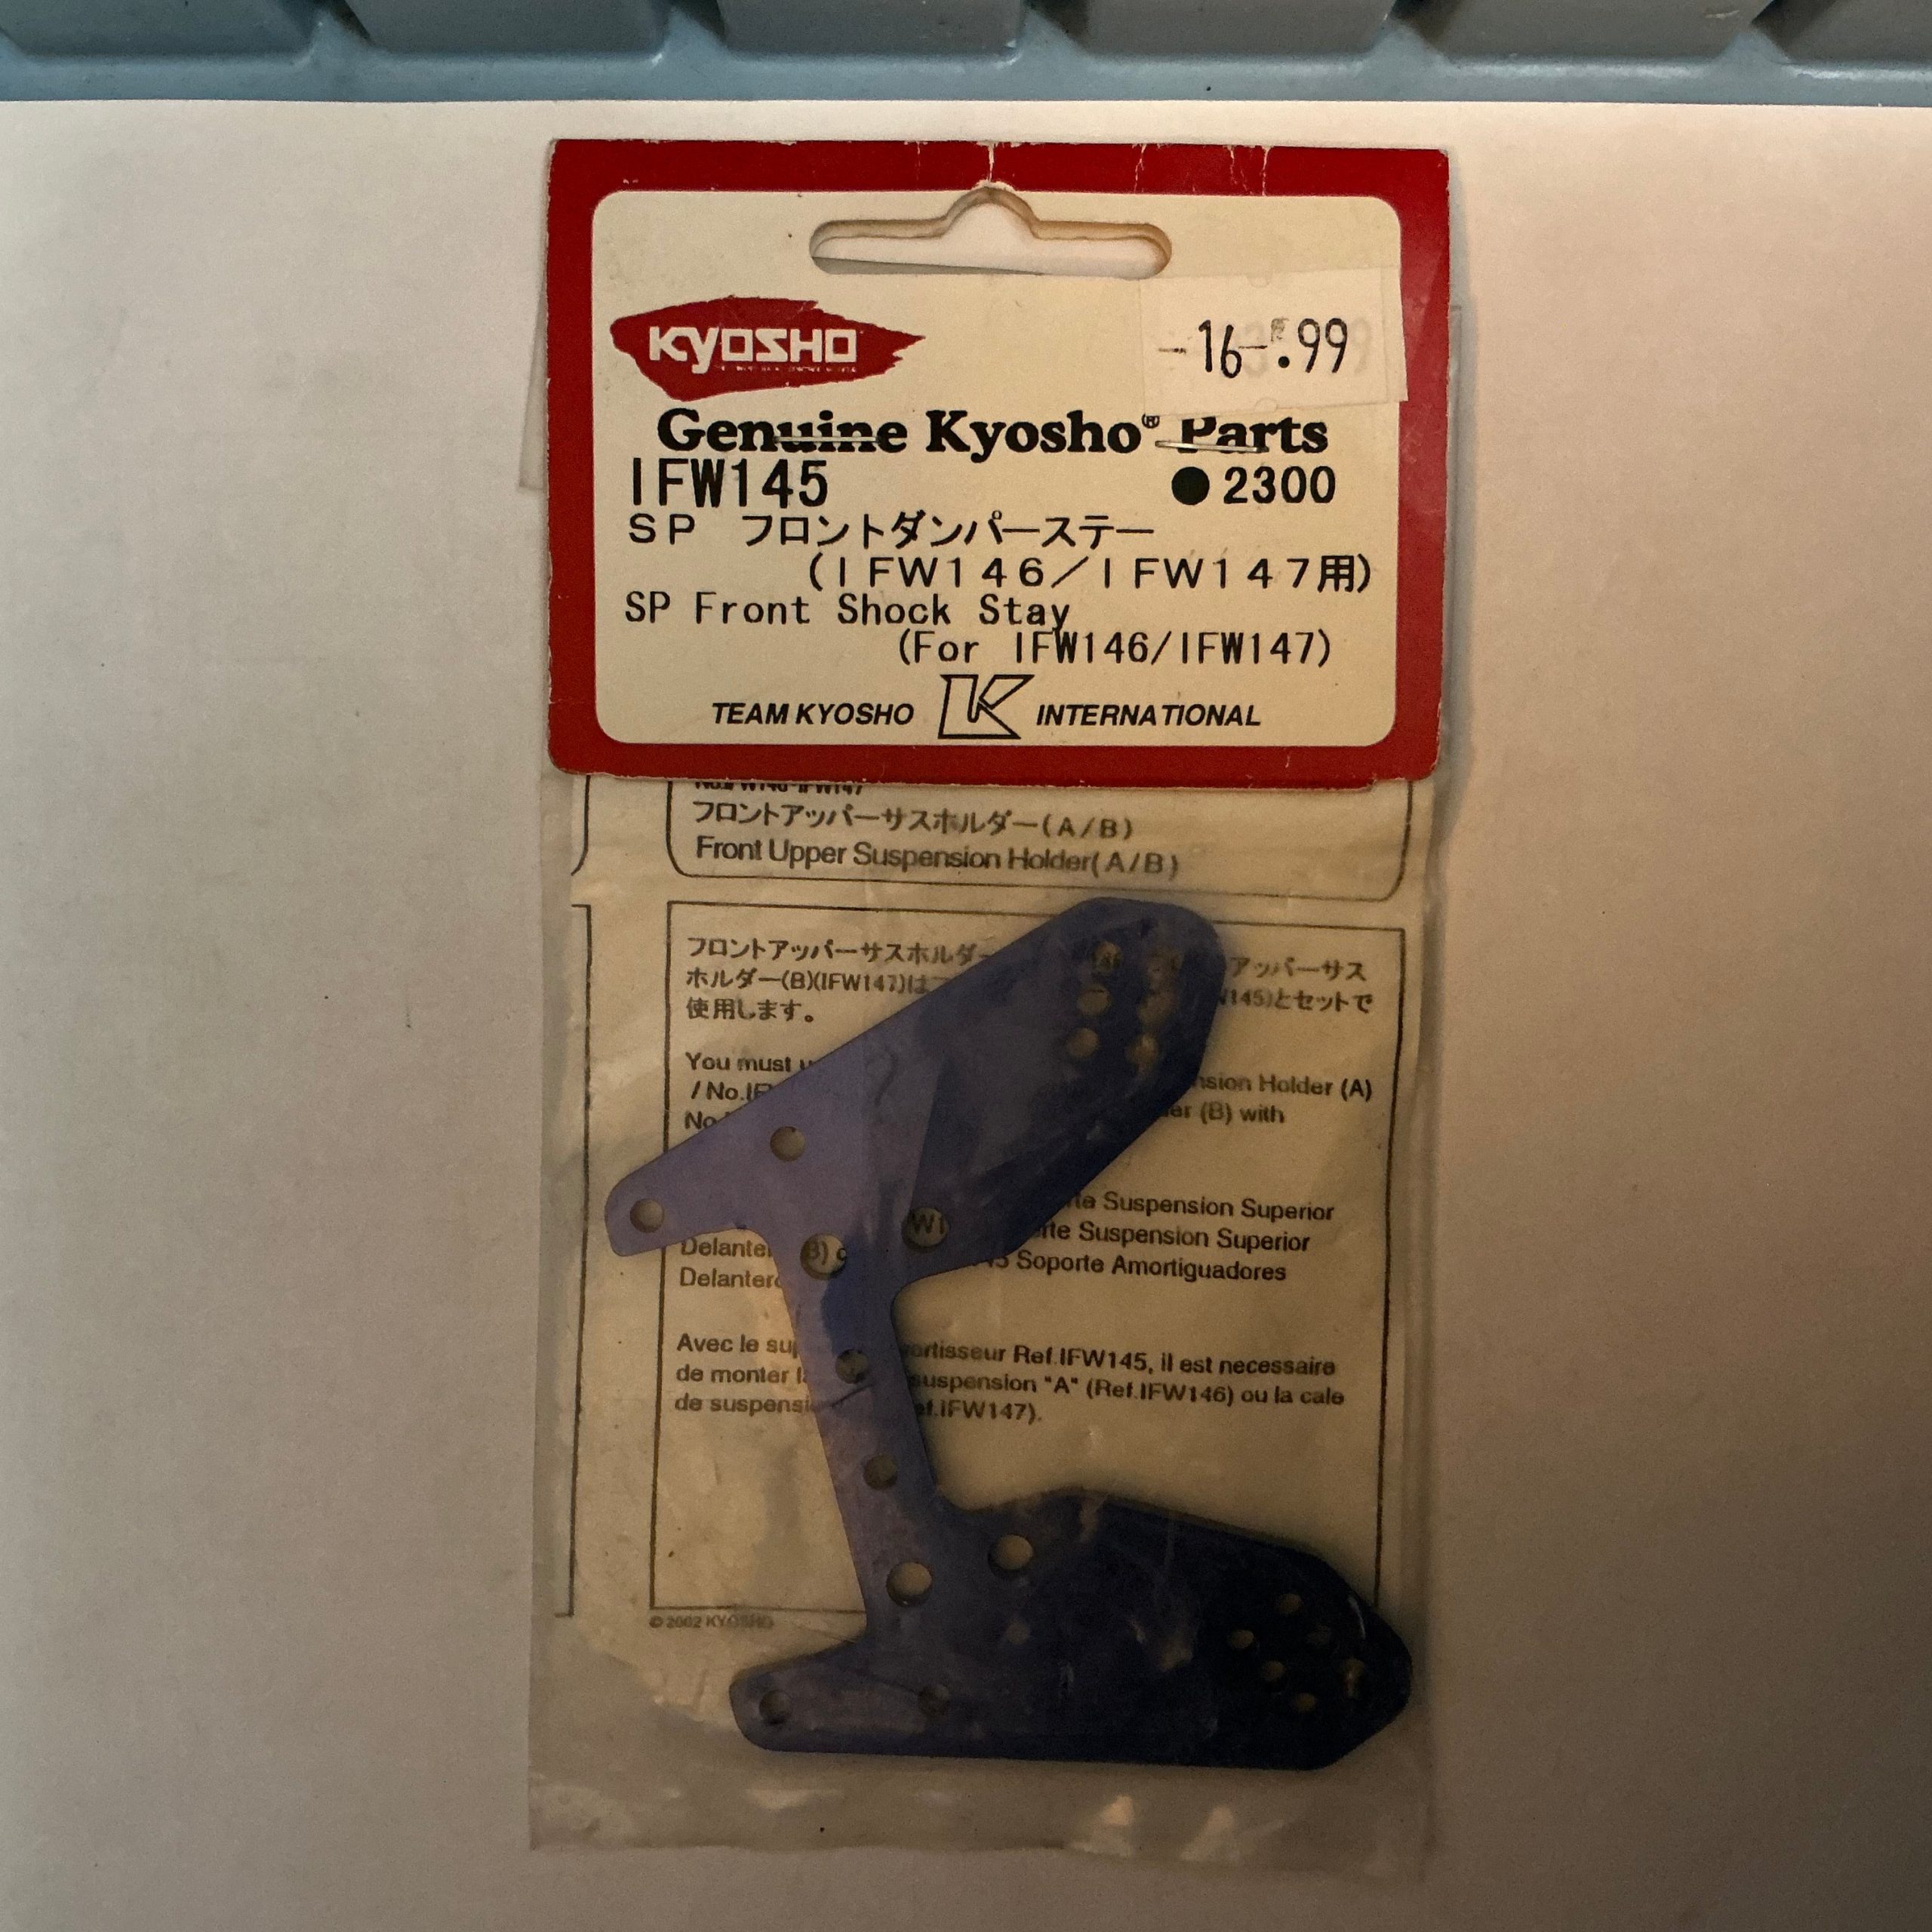 KYOSHO
-16-.99
Genuine Kyosho® Parts
IFW145 ●2300
SP フロントダンパーステー
(IFW146/IFW147用)
SP Front Shock Stay
(For IFW146/IFW147)
TEAM KYOSHO K INTERNATIONAL
フロントアッパーサスホルダー(A/B)
Front Upper Suspension Holder(A/B)
フロントアッパーサスホルダー アッパーサス
ホルダー(B)(IFW147)は 145)とセットで
使用します。
You must Holder (A)
/ No. (B) with
Suspension Superior
Suspension Superior
Soporte Amortiguadores
Avec le Ref.IFW145, il est necessaire
de monter suspension "A" (Ref.IFW146) ou la cale
de IFW147).
© 2002 KYOSHO